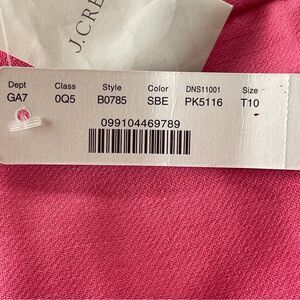 J.CRE
Dept Class Style Color DNS11001 Size
GA7 0Q5 B0785 SBE PK5116 T10
099104469789